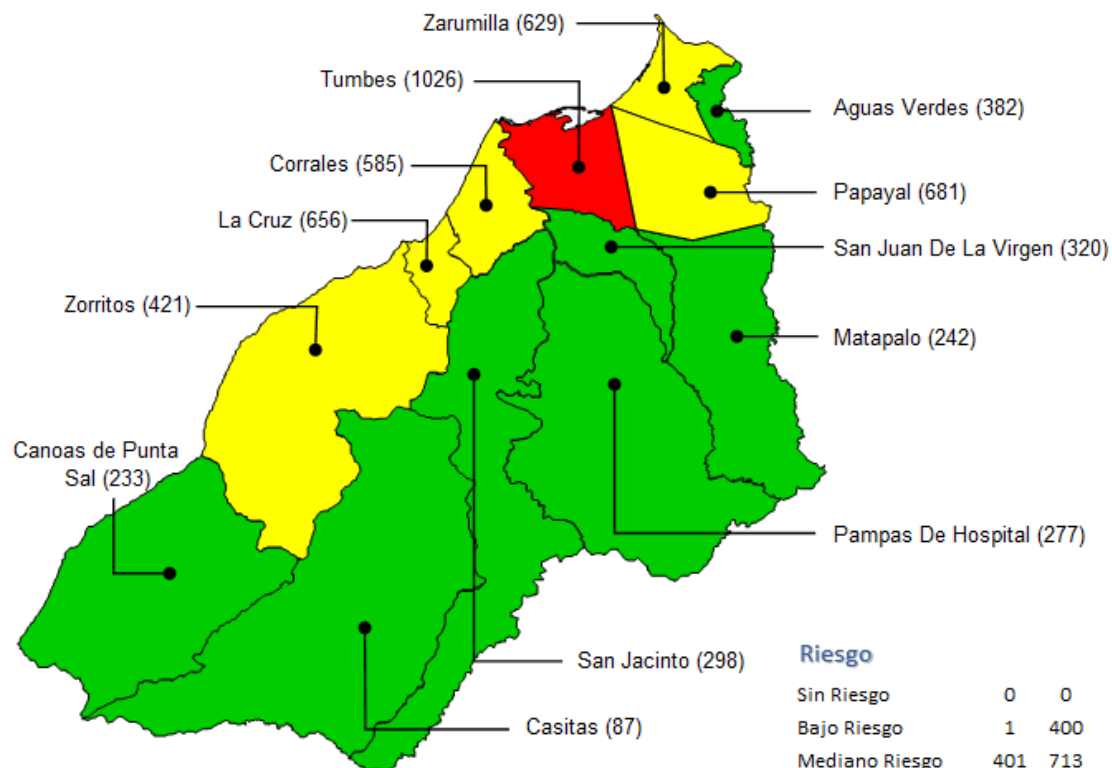 Zarumilla (629)
Tumbes (1026)
Aguas Verdes (382)
Corrales (585)
Papayal (681)
La Cruz (656)
San Juan De La Virgen (320)
Zorritos (421)
Matapalo (242)
Canoas de Punta
Sal (233)
Pampas De Hospital (277)
San Jacinto (298)
Casitas (87)
Riesgo
Sin Riesgo 0 0
Bajo Riesgo 1 400
Mediano Riesgo 401 713